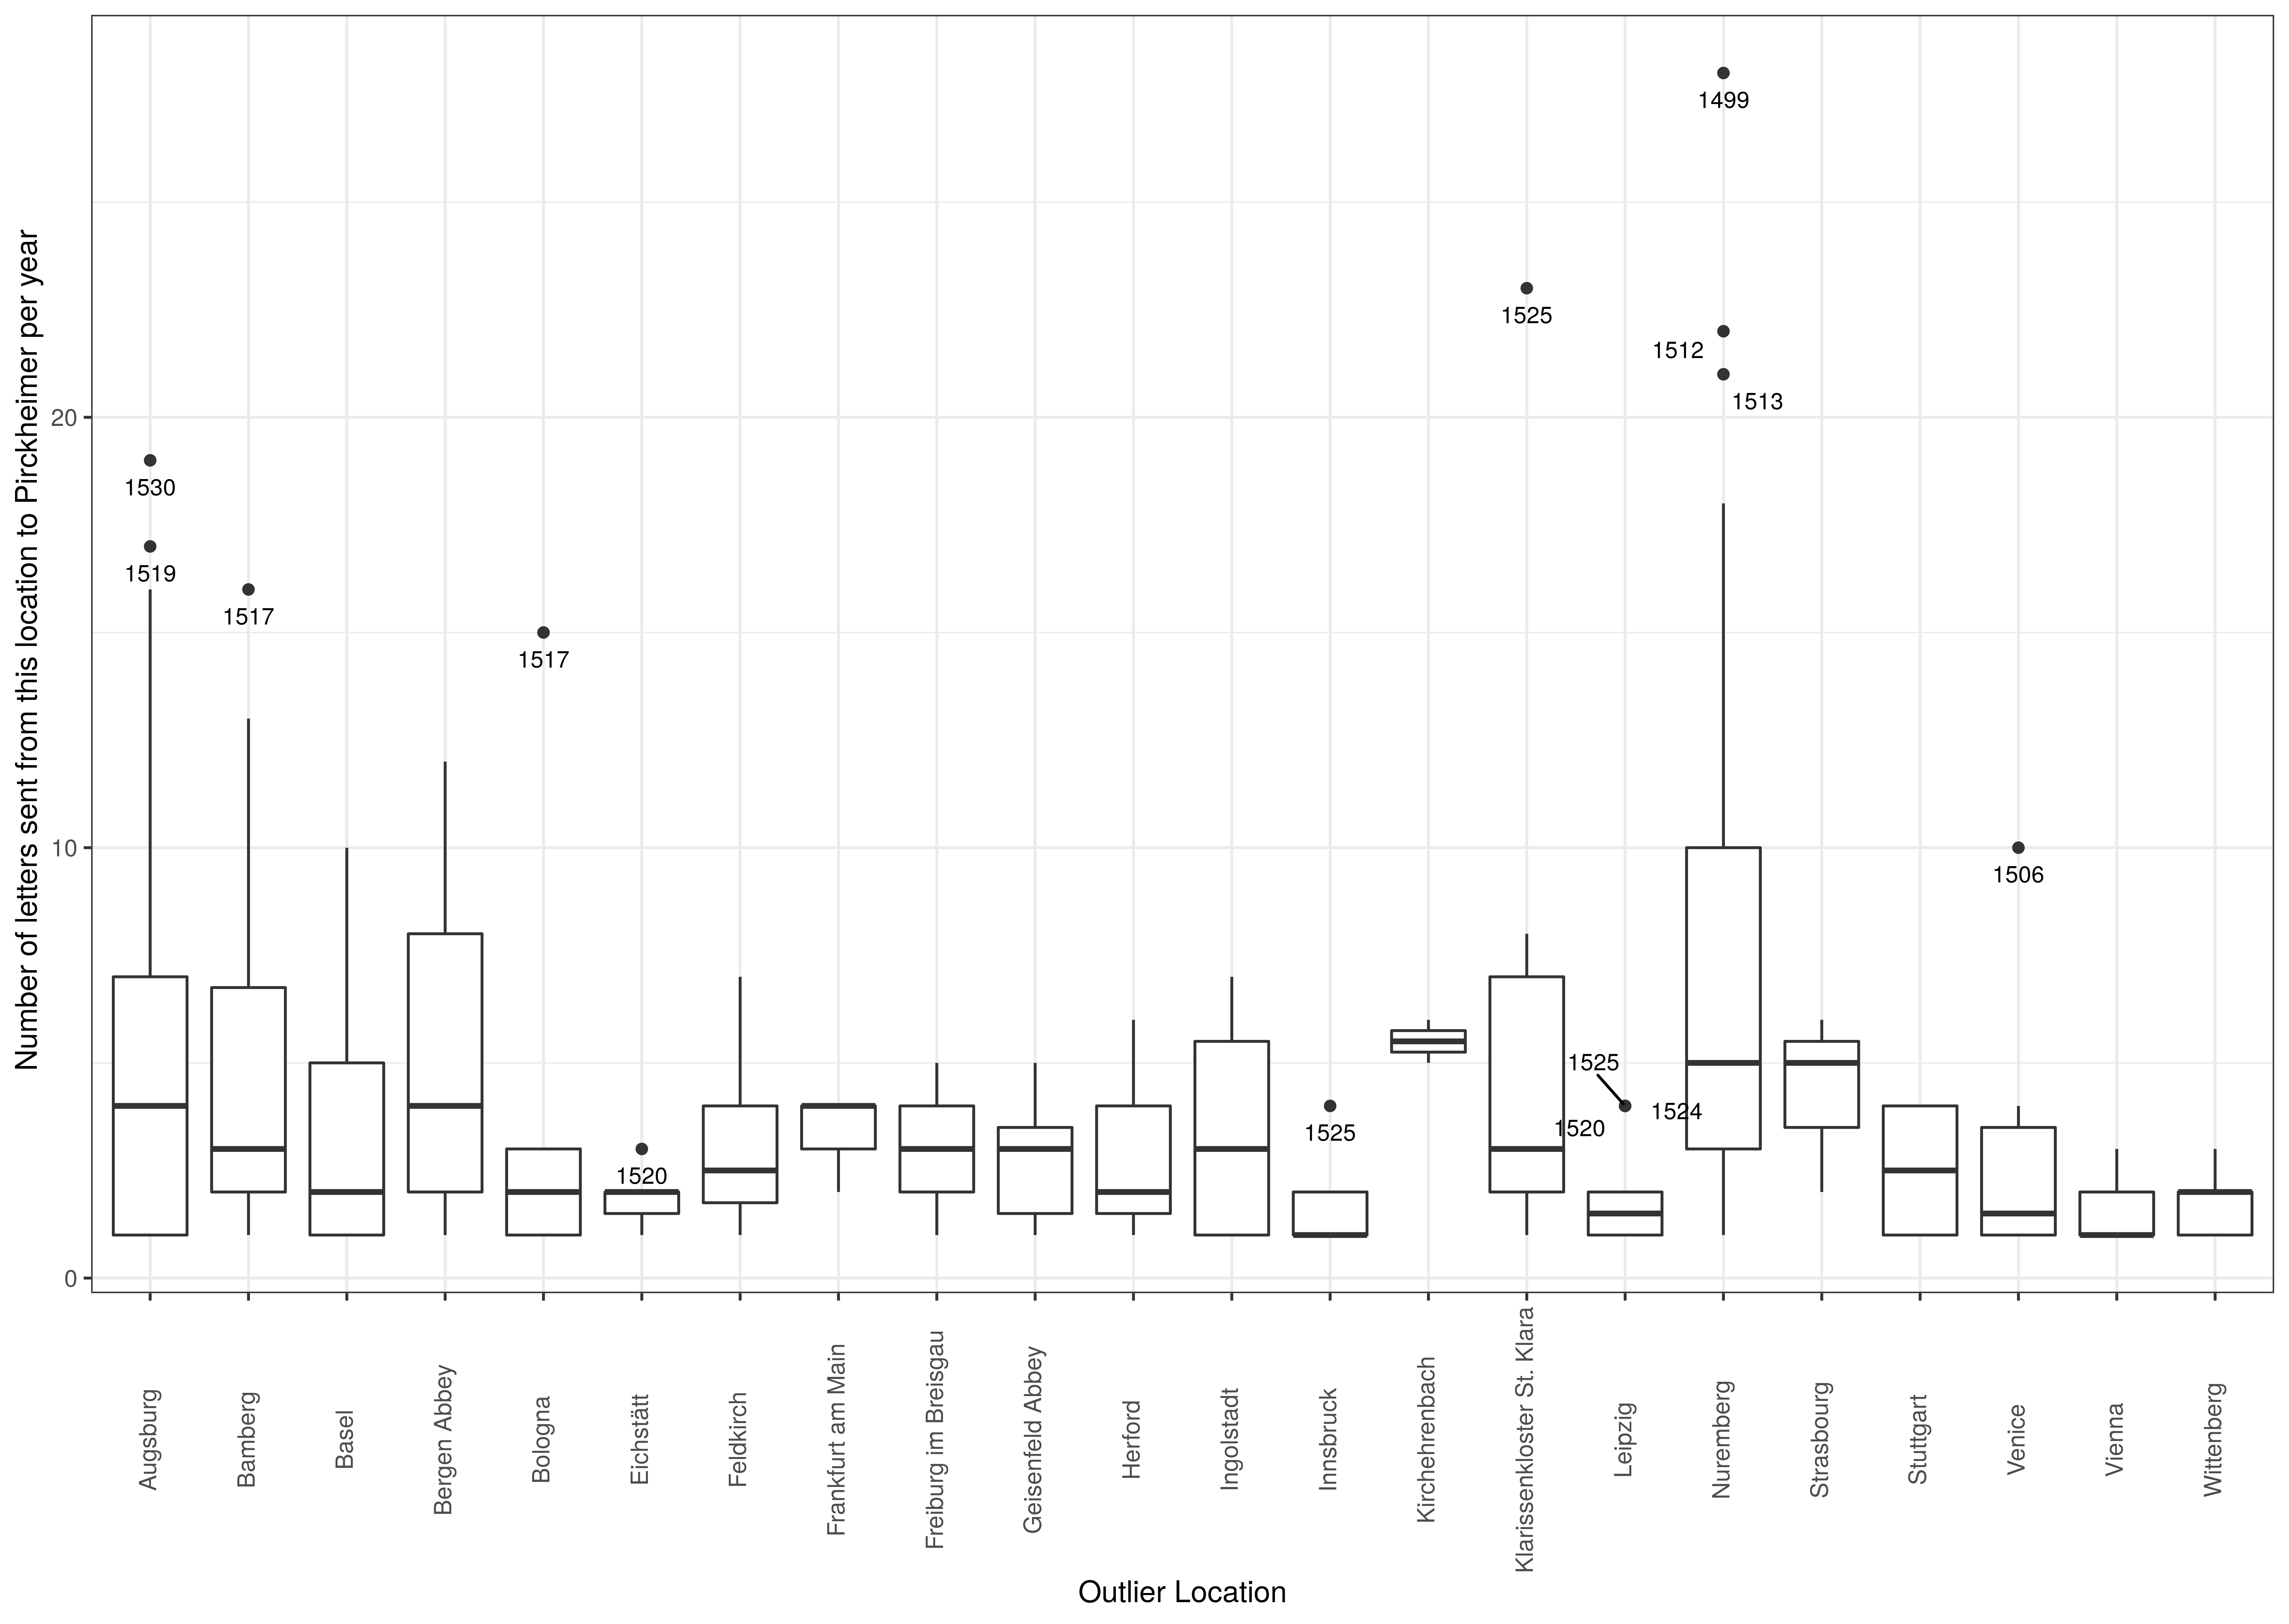 Number of letters sent from this location to Pirckheimer per year
20
10
0
1499
1525
1512
1513
1530
1519
1517
1517
1506
1525
1524
1520
1525
1520
Augsburg
Bamberg
Basel
Bergen Abbey
Bologna
Eichstätt
Feldkirch
Frankfurt am Main
Freiburg im Breisgau
Geisenfeld Abbey
Herford
Ingolstadt
Innsbruck
Kirchehrenbach
Klarissenkloster St. Klara
Leipzig
Nuremberg
Strasbourg
Stuttgart
Venice
Vienna
Wittenberg
Outlier Location